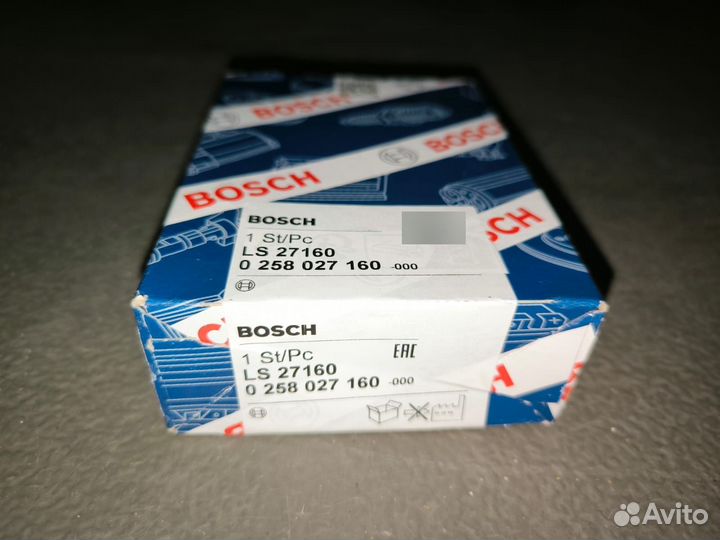 BOSCH
BOSCH
BOSCH
BOSCH
1 St/Pc
LS 27160
0 258 027 160 -000
BOSCH
1 St/Pc
EAC
LS 27160
0 258 027 160 -000
Avito